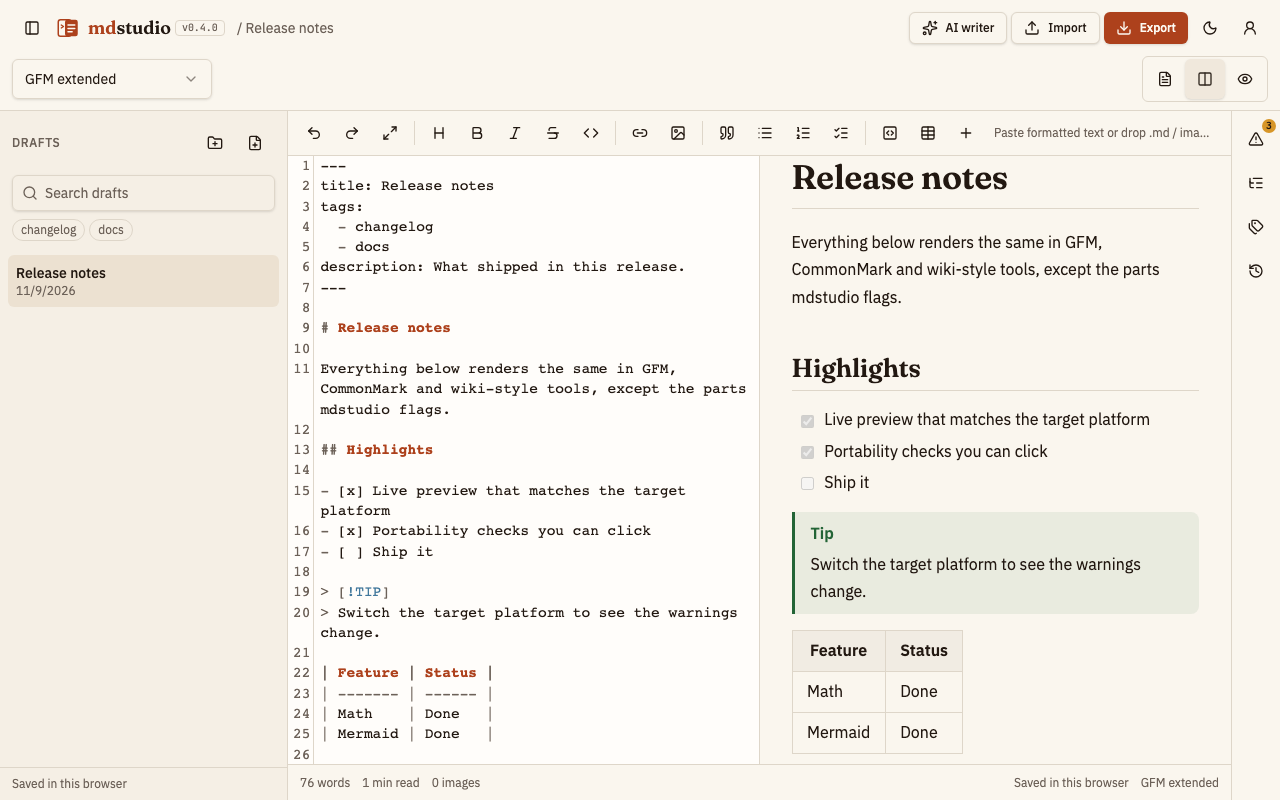 mdstudio v0.4.0 / Release notes
AI writer
Import
Export
GFM extended
DRAFTS
Search drafts
changelog docs
Release notes
11/9/2026
Saved in this browser
Paste formatted text or drop .md / ima...
3
1 ---
2 title: Release notes
3 tags:
4   - changelog
5   - docs
6 description: What shipped in this release.
7 ---
8
9 # Release notes
10
11 Everything below renders the same in GFM,
CommonMark and wiki-style tools, except the parts
mdstudio flags.
12
13 ## Highlights
14
15 - [x] Live preview that matches the target
platform
16 - [x] Portability checks you can click
17 - [ ] Ship it
18
19 > [!TIP]
20 > Switch the target platform to see the warnings
change.
21
22 | Feature | Status |
23 | ------- | ------ |
24 | Math    | Done   |
25 | Mermaid | Done   |
26
Release notes
Everything below renders the same in GFM,
CommonMark and wiki-style tools, except the parts
mdstudio flags.
Highlights
Live preview that matches the target platform
Portability checks you can click
Ship it
Tip
Switch the target platform to see the warnings
change.
Feature Status
Math Done
Mermaid Done
76 words 1 min read 0 images
Saved in this browser GFM extended